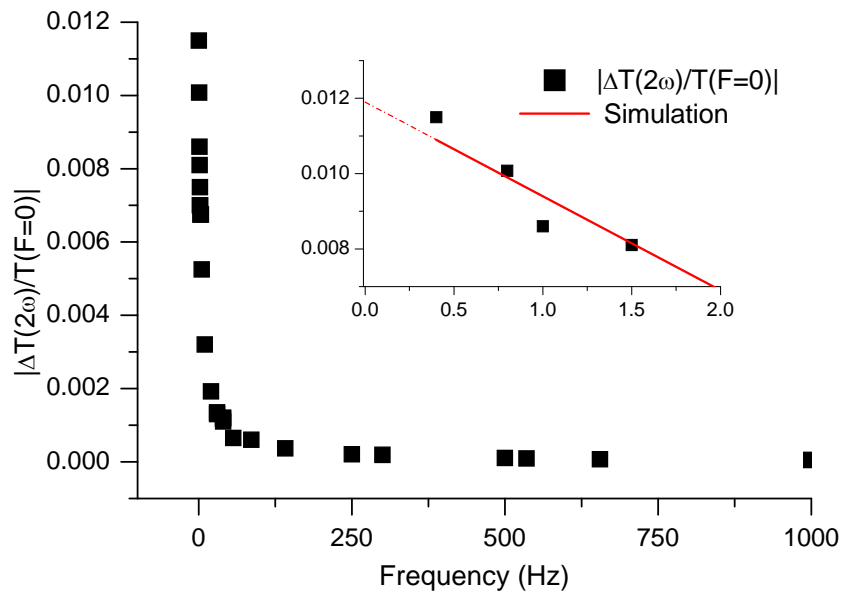 0.012
0.010
0.008
0.006
0.004
0.002
0.000
|ΔT(2ω)/T(F=0)|
0 250 500 750 1000
Frequency (Hz)
0.012
0.010
0.008
0.0 0.5 1.0 1.5 2.0
|ΔT(2ω)/T(F=0)|
Simulation